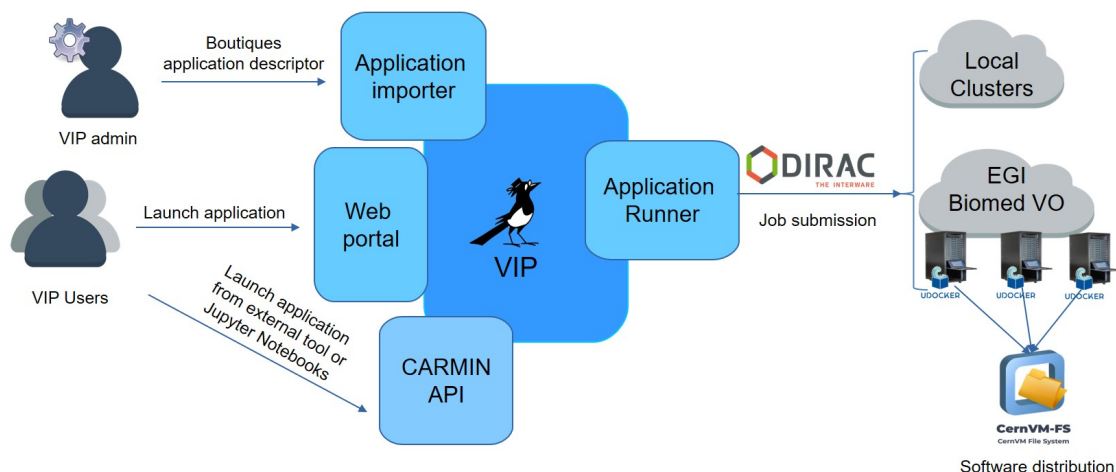 Boutiques
application descriptor
VIP admin
Application
importer
Launch application
VIP Users
Web
portal
VIP
Launch application
from external tool or
Jupyter Notebooks
CARMIN
API
Application
Runner
DIRAC
THE INTERWARE
Job submission
Local
Clusters
EGI
Biomed VO
UDOCKER
UDOCKER
UDOCKER
CernVM-FS
CernVM File System
Software distribution